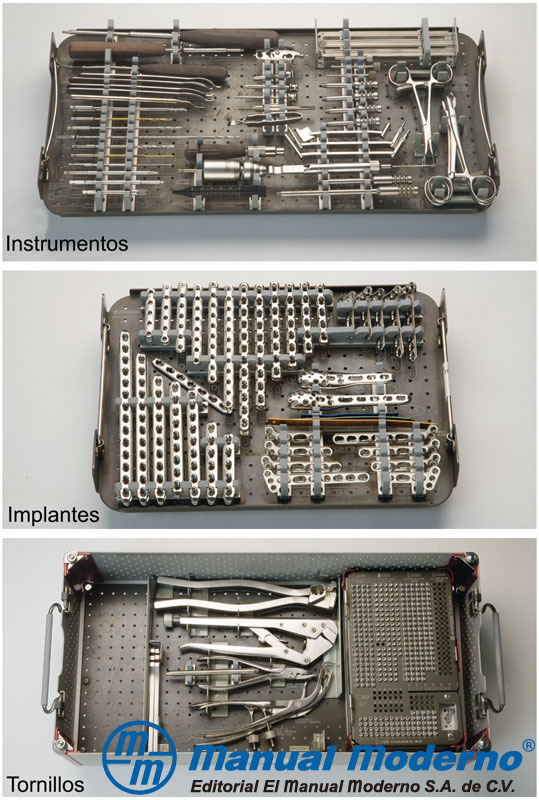 Instrumentos
Implantes
Tornillos
mm
Manual Moderno®
Editorial El Manual Moderno S.A. de C.V.